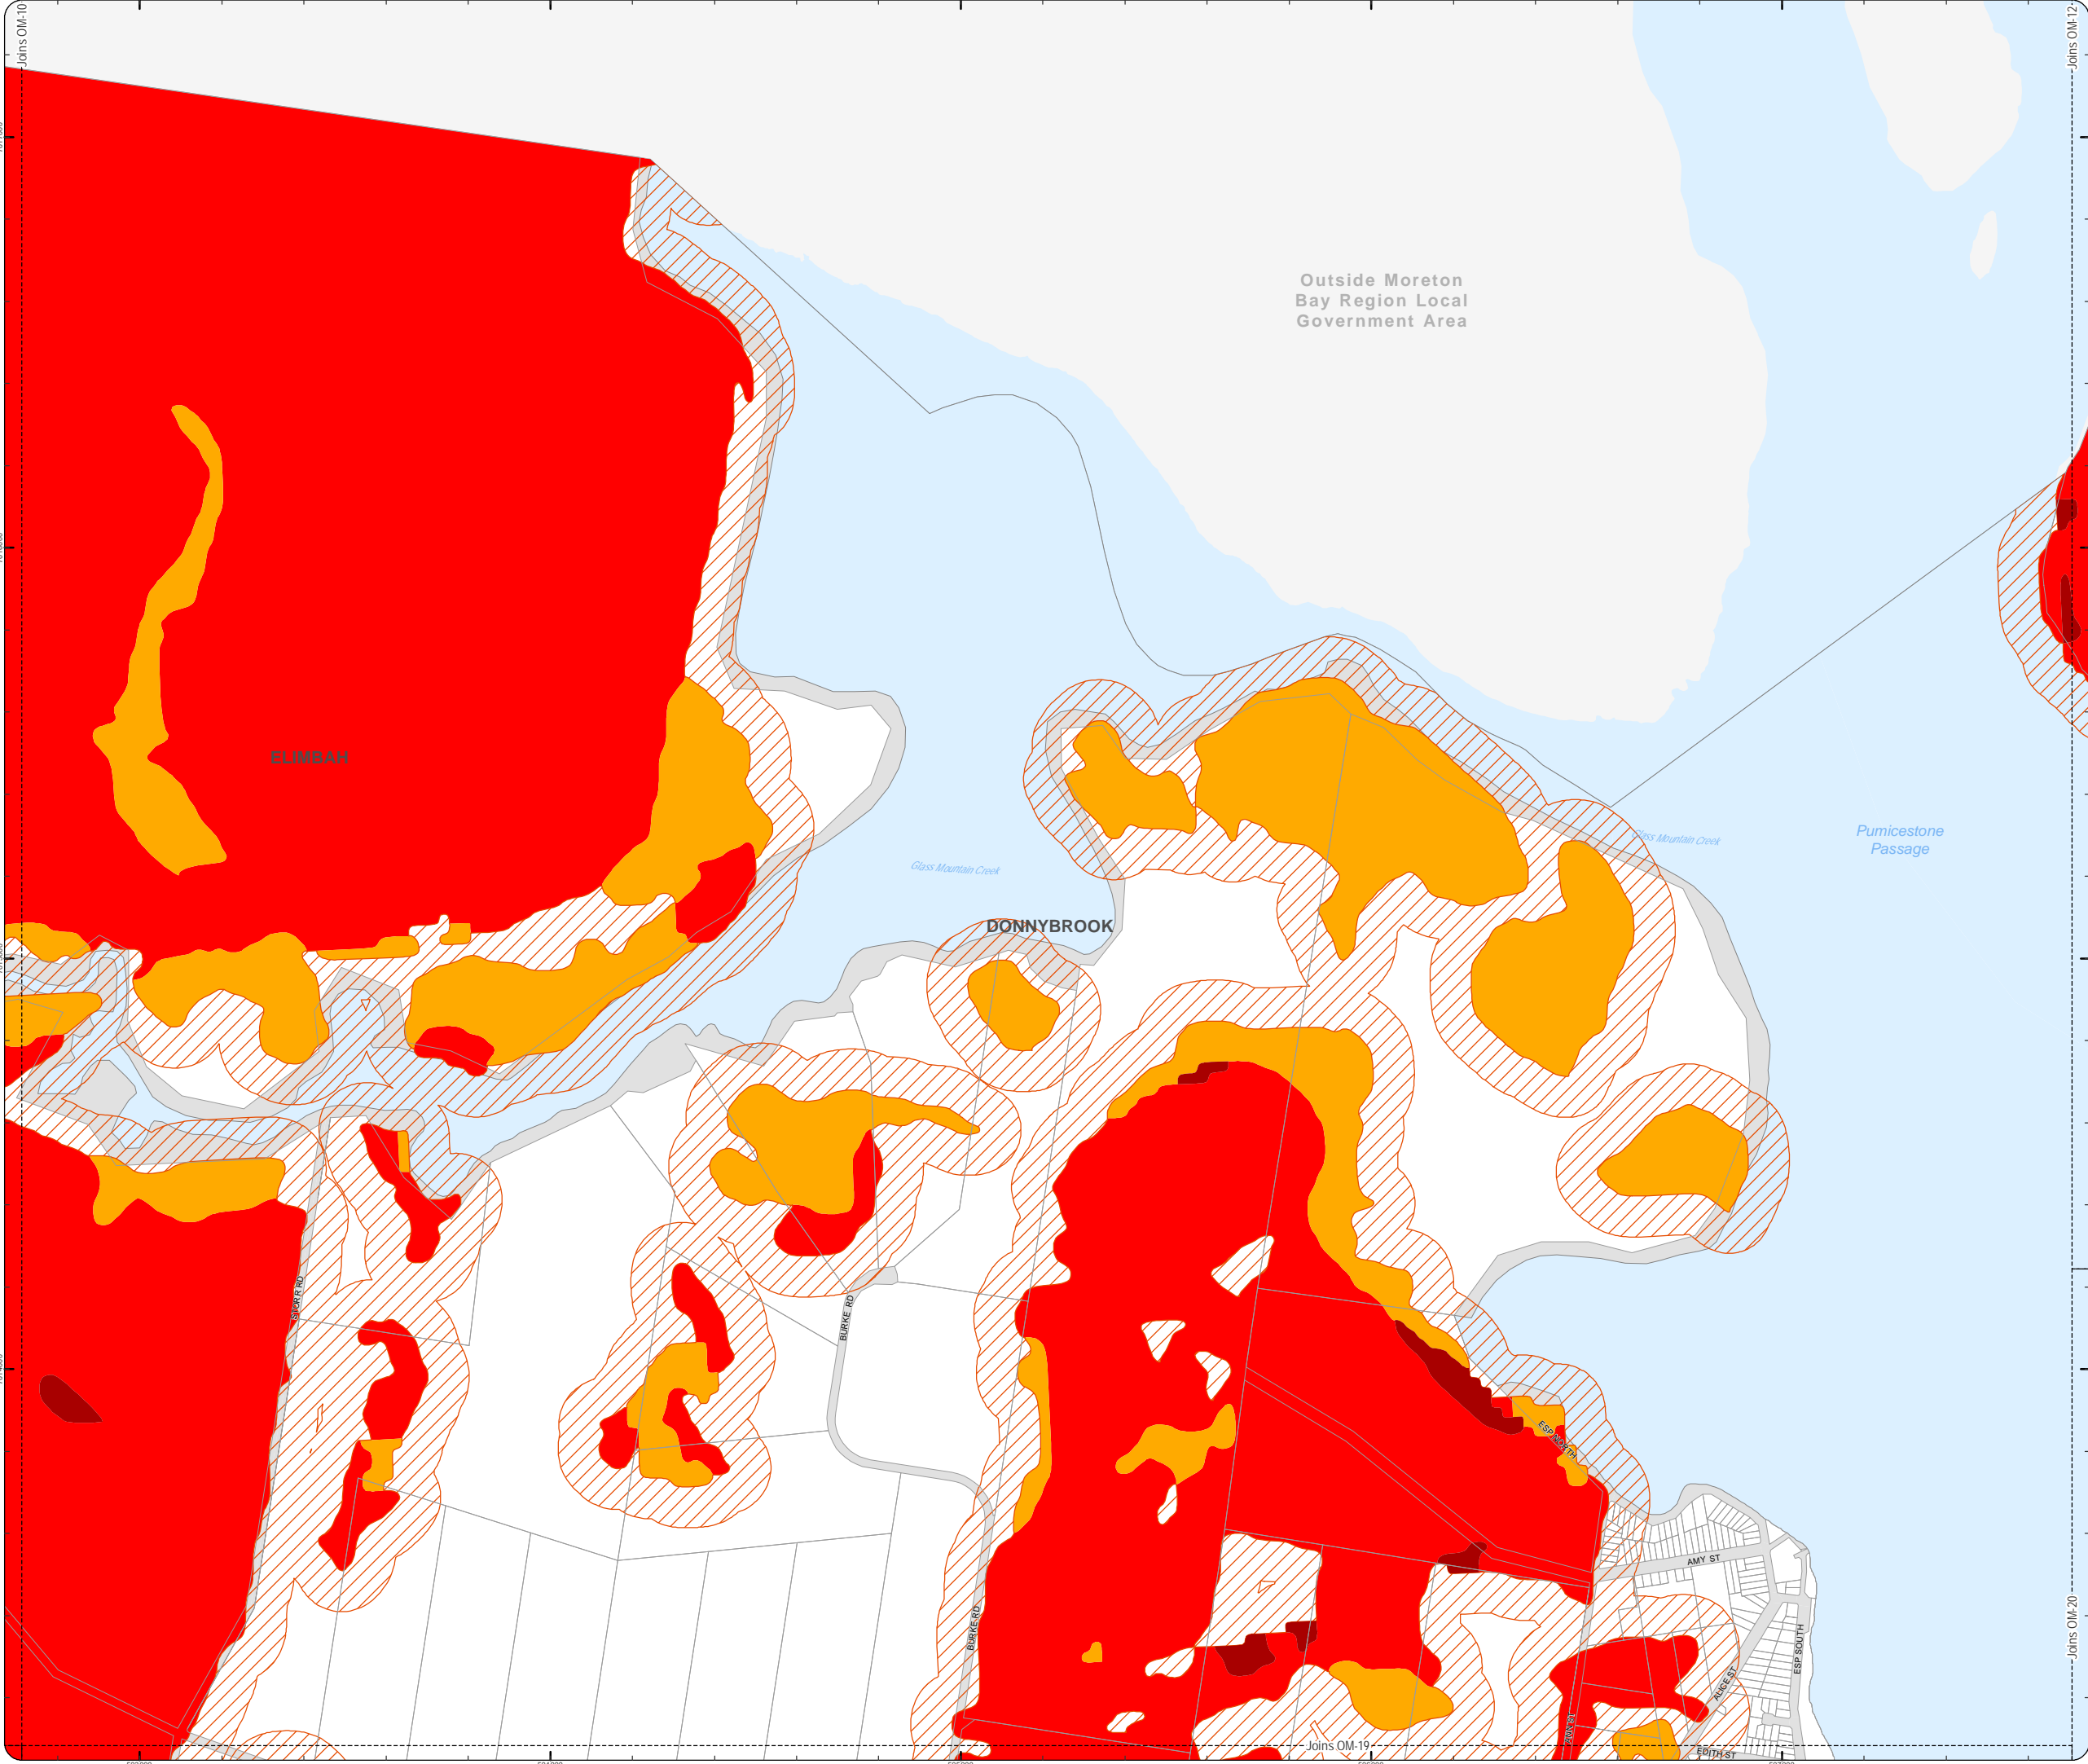 Joins OM-10
Joins OM-12
Outside Moreton
Bay Region Local
Government Area
ELIMBAH
Glass Mountain Creek
Pumicestone
Passage
Glass Mountain Creek
DONNYBROOK
BURKE RD
ESP NORTH
AMY ST
BURKE RD
ESP SOUTH
ALICE ST
Joins OM-20
Joins OM-19
EDITH ST